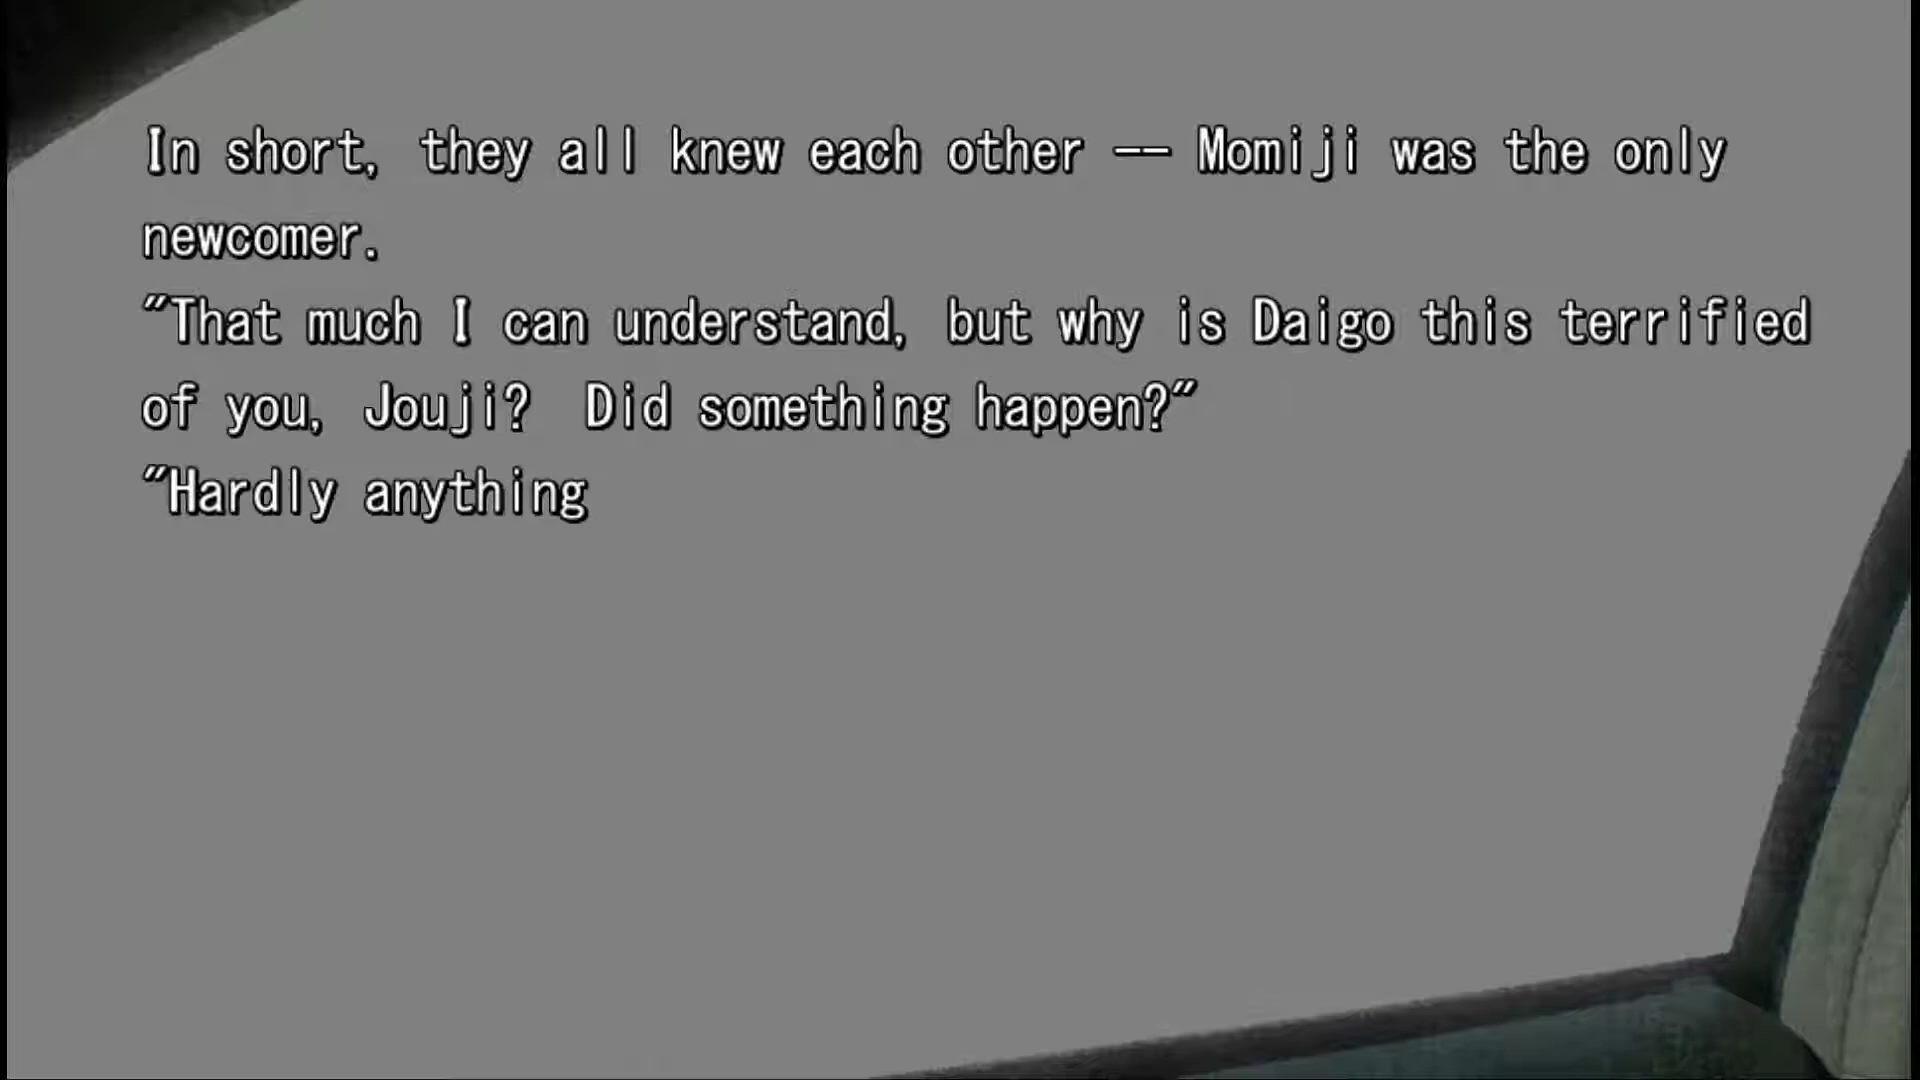 In short, they all knew each other -- Momiji was the only
newcomer.
"That much I can understand, but why is Daigo this terrified
of you, Jouji?  Did something happen?"
"Hardly anything